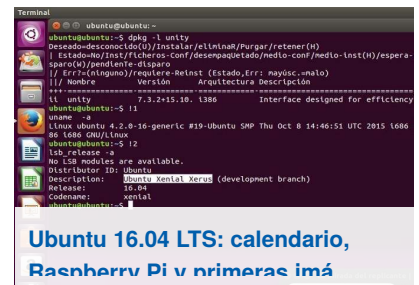 Terminal
ubuntu@ubuntu: ~
ubuntu@ubuntu:~$ dpkg -l unity
Deseado=desconocido(U)/Instalar/eliminaR/Purgar/retener(H)
| Estado=No/Inst/ficheros-Conf/desempaqUetado/medio-conf/medio-inst(H)/espera-
disparo(W)/pendienTe-disparo
|/ Err?=(ninguno)/requiere-Reinst (Estado,Err: mayúsc.=malo)
||/ Nombre Versión Arquitectura Descripción
ii unity 7.3.2+15.10. i386 Interface designed for efficiency
ubuntu@ubuntu:~$ !1
uname -a
Linux ubuntu 4.2.0-16-generic #19-Ubuntu SMP Thu Oct 8 14:46:51 UTC 2015 i686 
86 i686 GNU/Linux
ubuntu@ubuntu:~$ !2
lsb_release -a
No LSB modules are available.
Distributor ID: Ubuntu
Description: Ubuntu Xenial Xerus (development branch)
Release: 16.04
Codename: xenial
ubuntu@ubuntu:~$
Ubuntu 16.04 LTS: calendario,
Raspberry Pi y primeras imá